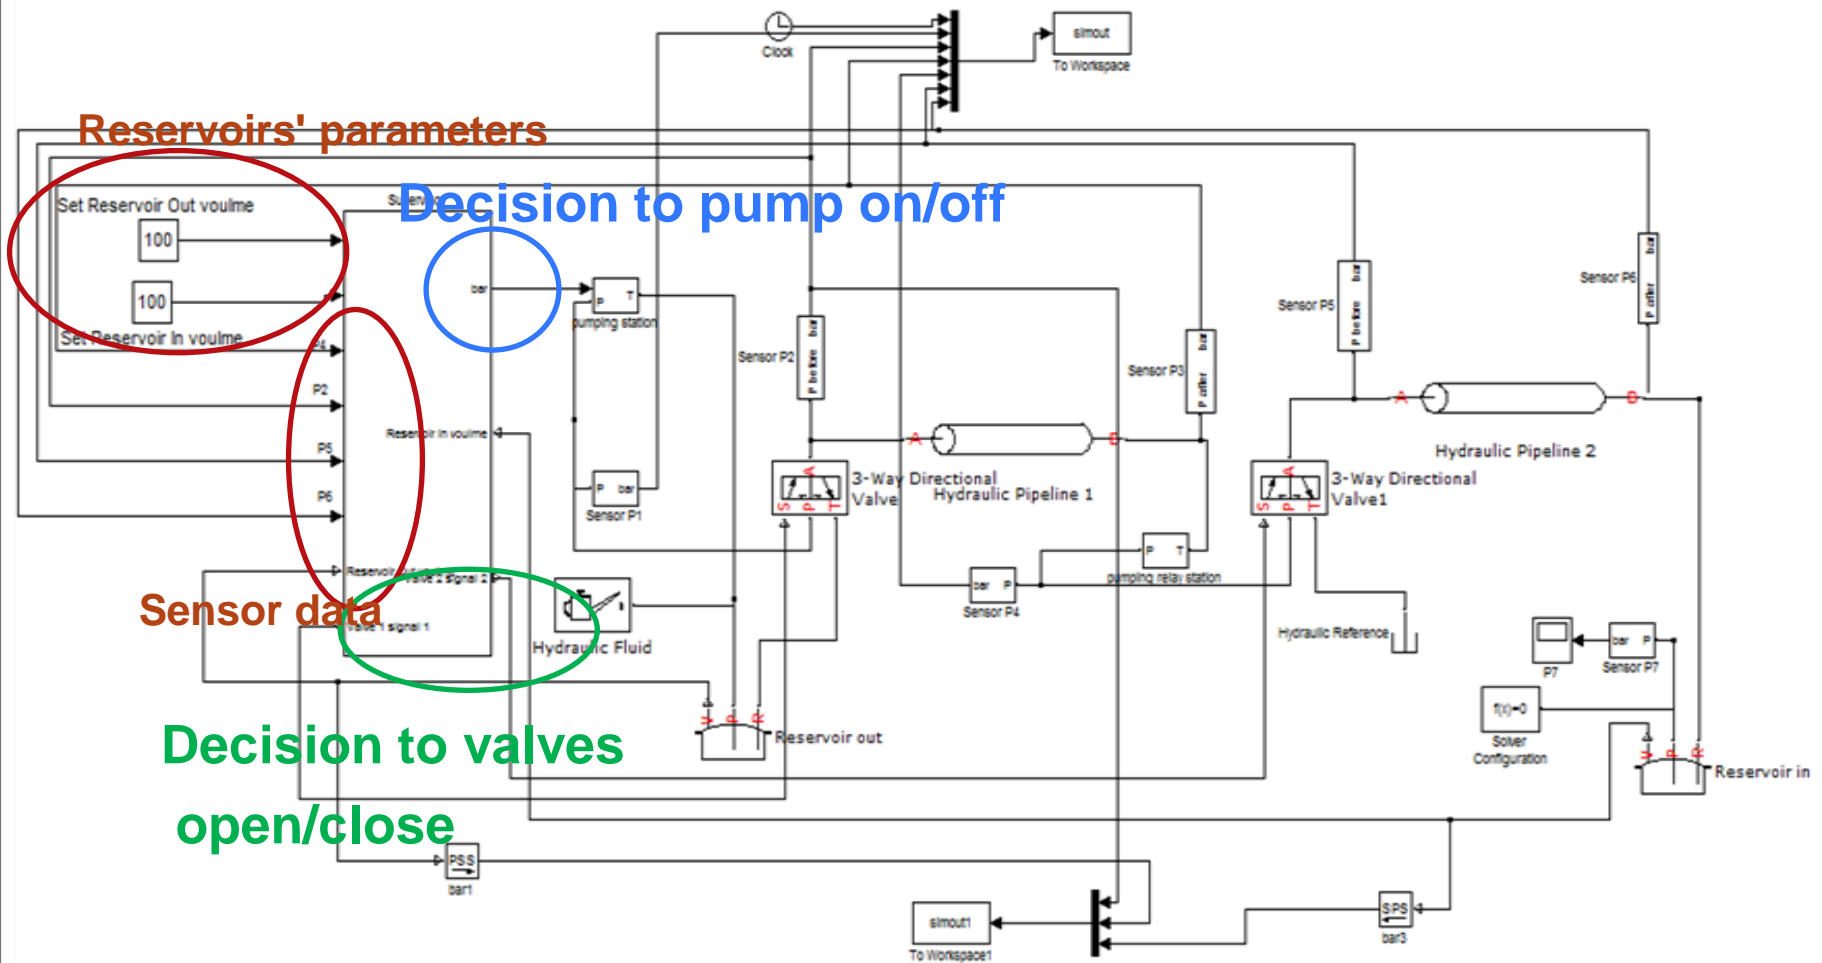 Clock
simout
To Workspace
Reservoirs' parameters
Set Reservoir Out voulme
100
100
Set Reservoir In voulme
Decision to pump on/off
bar
P T
pumping station
P4
P2
P5
P6
Reservoir In voulme
Valve 2 signal 2
Valve 1 signal 1
Sensor data
Decision to valves
open/close
P bar
Sensor P1
Hydraulic Fluid
Sensor P2
P before bar
Sensor P3
P after bar
Sensor P5
P before bar
Sensor P6
P after bar
A B
Hydraulic Pipeline 1
A B
Hydraulic Pipeline 2
A
S P T
3-Way Directional
Valve
A
S P T
3-Way Directional
Valve1
P T
pumping relay station
bar P
Sensor P4
Hydraulic Reference
P7
bar P
Sensor P7
f(x)=0
Solver
Configuration
V P R
Reservoir out
V P R
Reservoir in
PSS
bar1
simout1
To Workspace1
SPS
bar3